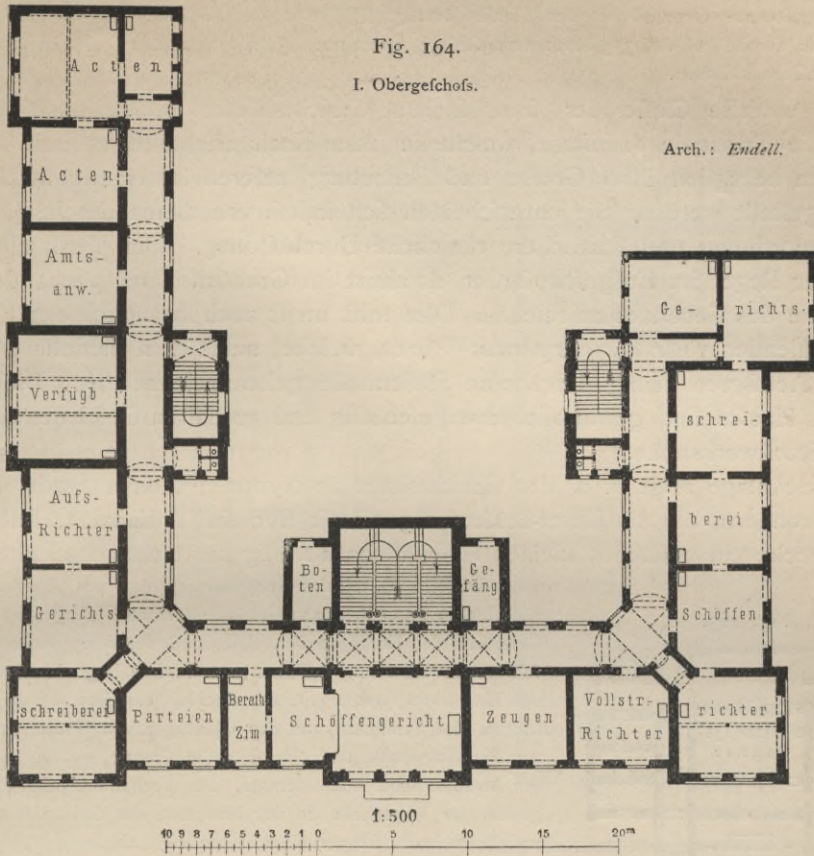 Fig. 164.
I. Obergeſchoſs.
Arch.: Endell.
Acten
Acten
Amts-
anw.
Verfügb
Aufs-
Richter
Gerichts
schreiberei
Parteien
Berath
Zim
Schöffengericht
Zeugen
Vollstr-
Richter
richter
Schöffen
berei
schrei-
Ge-
richts-
Bo-
ten
Ge-
fäng
1:500
10 9 8 7 6 5 4 3 2 1 0 5 10 15 20m